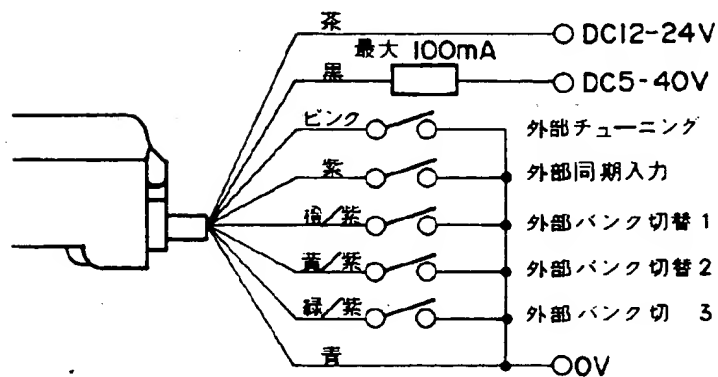 茶 DC12-24V
最大 100mA
黒 DC5-40V
ピンク 外部チューニング
紫 外部同期入力
橙/紫 外部バンク切替1
黄/紫 外部バンク切替2
緑/紫 外部バンク切 3
青 0V